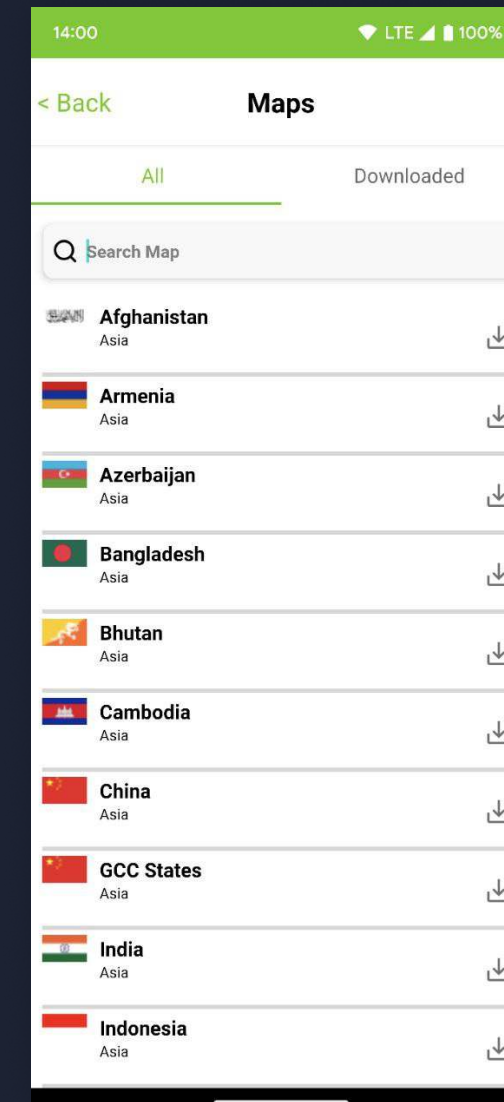 14:00 LTE 100%
< Back Maps
All Downloaded
Search Map
Afghanistan
Asia
Armenia
Asia
Azerbaijan
Asia
Bangladesh
Asia
Bhutan
Asia
Cambodia
Asia
China
Asia
GCC States
Asia
India
Asia
Indonesia
Asia